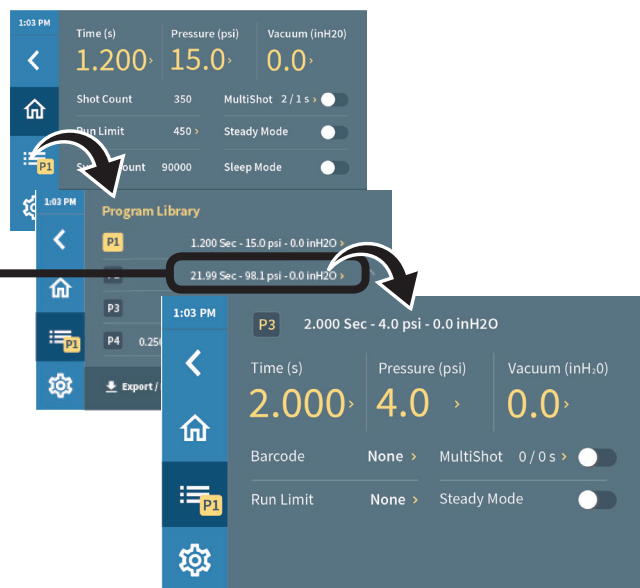 1:03 PM
Time (s) Pressure (psi) Vacuum (inH20)
1.200 › 15.0 › 0.0 ›
Shot Count 350 MultiShot 2 / 1 s ›
Run Limit 450 › Steady Mode
P1
Count 90000 Sleep Mode
1:03 PM
Program Library
P1 1.200 Sec - 15.0 psi - 0.0 inH2O ›
21.99 Sec - 98.1 psi - 0.0 inH2O ›
P3
P1
P4
Export /
1:03 PM
P3 2.000 Sec - 4.0 psi - 0.0 inH2O
Time (s) Pressure (psi) Vacuum (inH₂0)
2.000 › 4.0 › 0.0 ›
Barcode None › MultiShot 0 / 0 s ›
P1
Run Limit None › Steady Mode